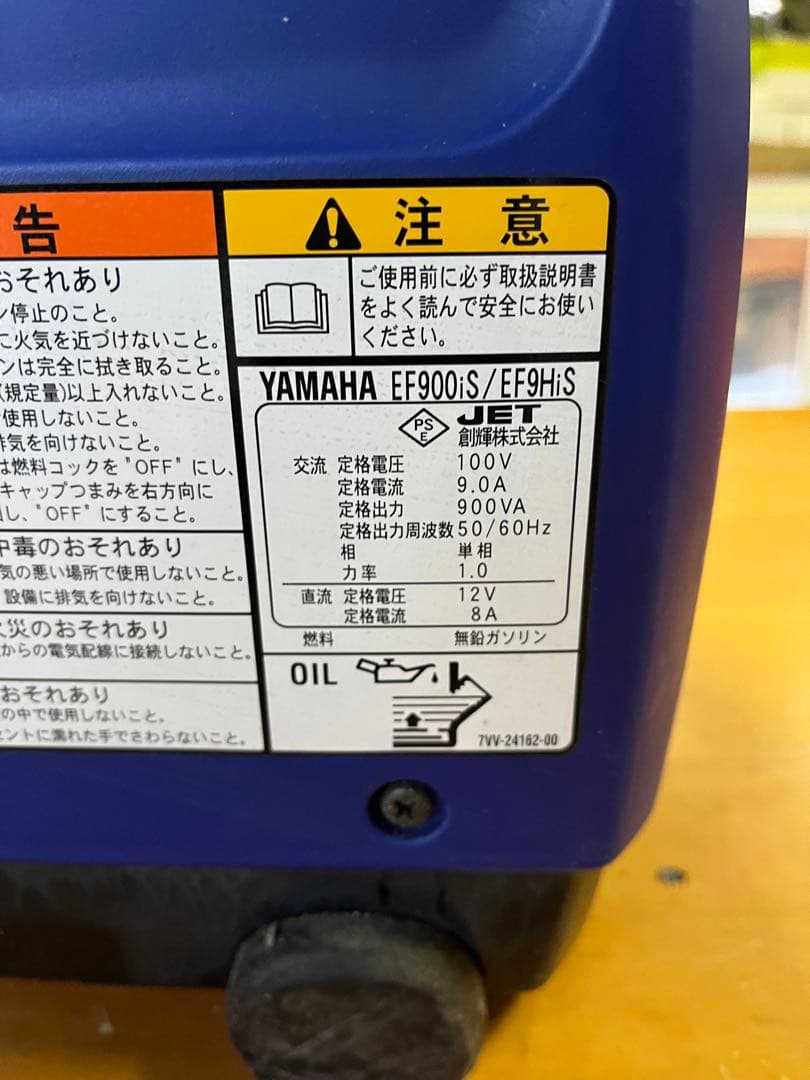 告
おそれあり
ン停止のこと。
に火気を近づけないこと。
ンは完全に拭き取ること。
(規定量)以上入れないこと。
使用しないこと。
排気を向けないこと。
は燃料コックを"OFF"にし、
キャップつまみを右方向に
し、"OFF"にすること。
中毒のおそれあり
気の悪い場所で使用しないこと。
設備に排気を向けないこと。
火災のおそれあり
からの電気配線に接続しないこと。
おそれあり
の中で使用しないこと。
セントに濡れた手でさわらないこと。
注意
ご使用前に必ず取扱説明書
をよく読んで安全にお使い
ください。
YAMAHA EF900iS/EF9HiS
PS
E
JET
創輝株式会社
交流 定格電圧 100V
定格電流 9.0A
定格出力 900VA
定格出力周波数 50/60Hz
相 単相
力率 1.0
直流 定格電圧 12V
定格電流 8A
燃料 無鉛ガソリン
OIL
7VV-24162-00